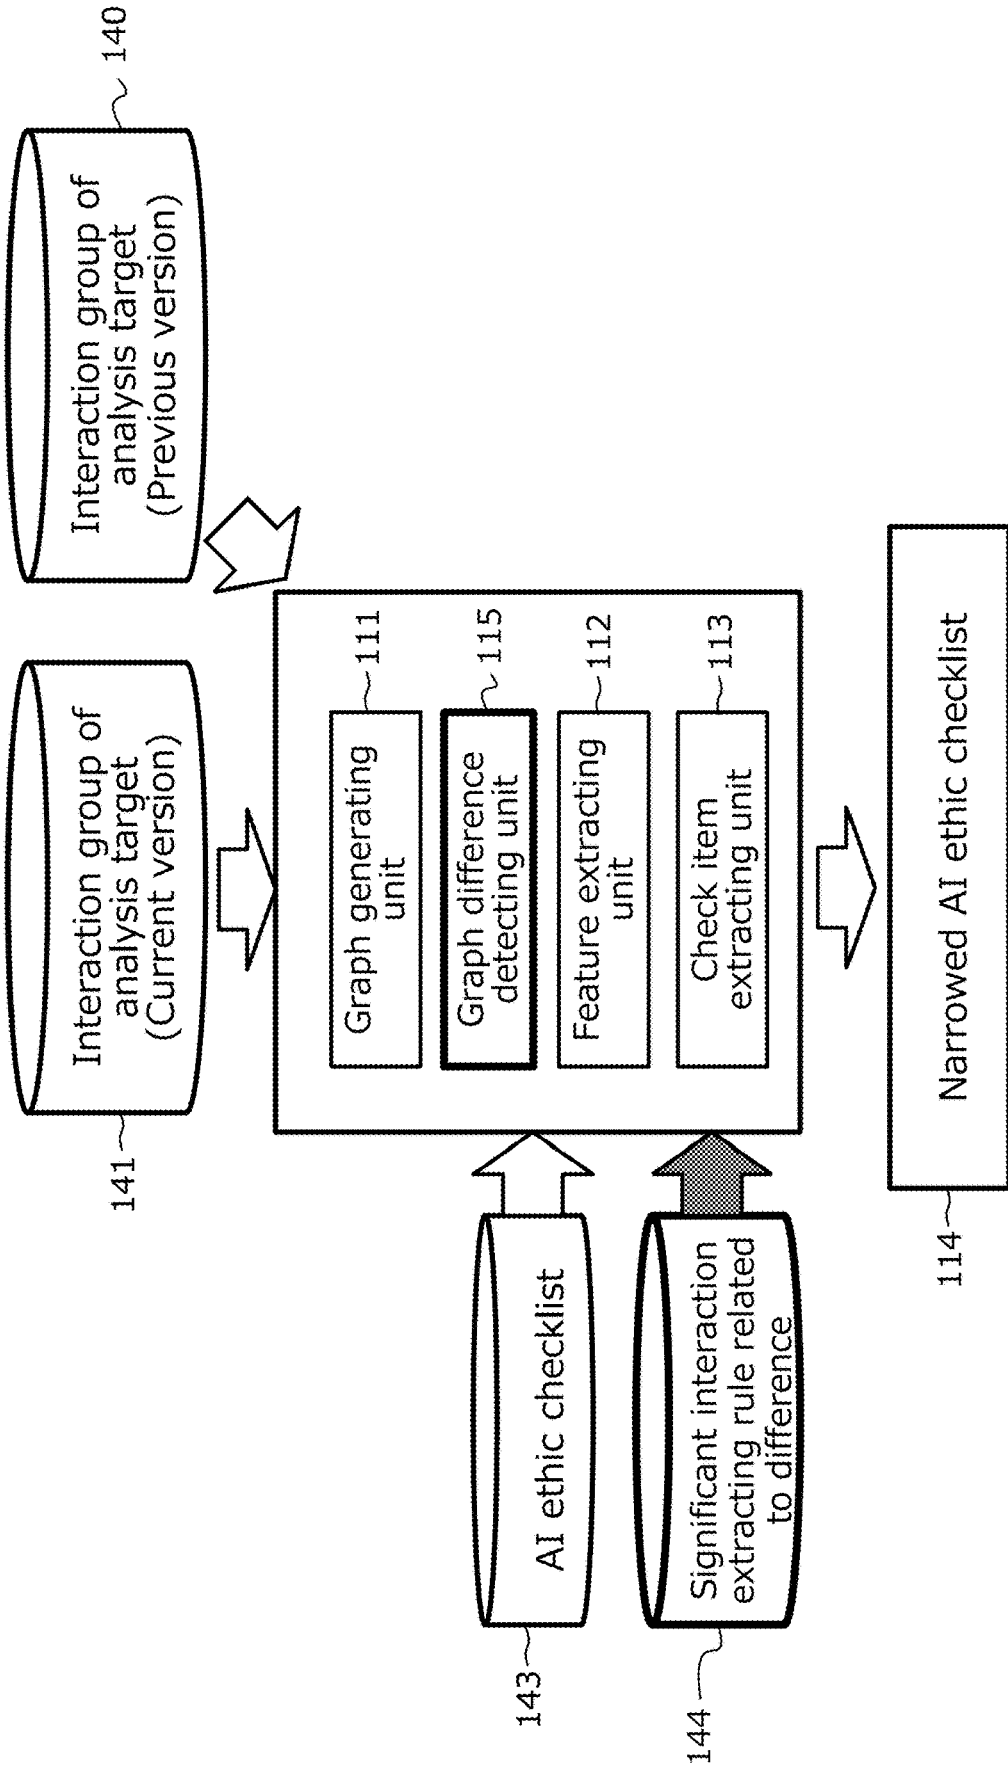 141
Interaction group of
analysis target
(Current version)
Interaction group of
analysis target
(Previous version)
140
143
AI ethic checklist
144
Significant interaction
extracting rule related
to difference
Graph generating
unit
111
Graph difference
detecting unit
115
Feature extracting
unit
112
Check item
extracting unit
113
114
Narrowed AI ethic checklist